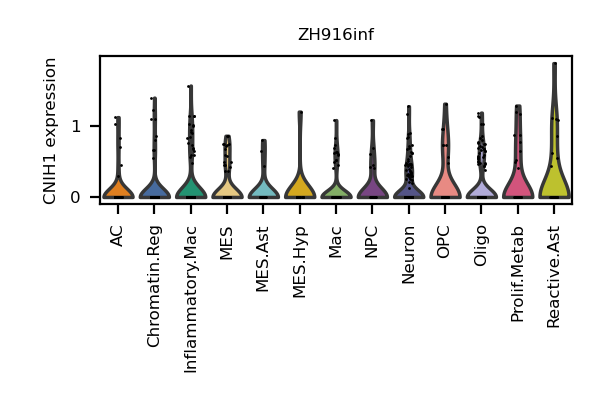 ZH916inf
CNIH1 expression
1
0
AC
Chromatin.Reg
Inflammatory.Mac
MES
MES.Ast
MES.Hyp
Mac
NPC
Neuron
OPC
Oligo
Prolif.Metab
Reactive.Ast